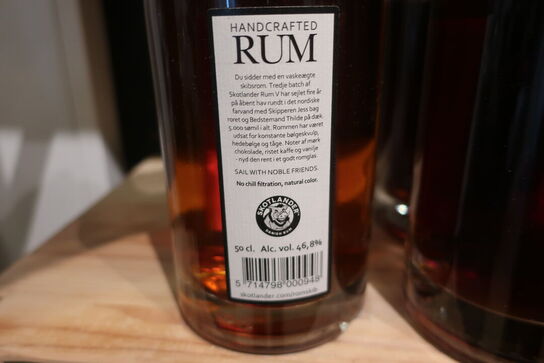 HANDCRAFTED
RUM
Du sidder med en vaskeægte
skibsrom. Tredje batch af
Skotlander Rum V har sejlet fire år
på åbent hav rundt i det nordiske
farvand med Skipperen Jess bag
roret og Bedstemand Thilde på dæk,
5.000 sømil i alt. Rommen har været
udsat for konstante bølgeskvulp,
hedebølge og tåge. Noter af mørk
chokolade, ristet kaffe og vanilje
- nyd den rent i et godt romglas.
SAIL WITH NOBLE FRIENDS.
No chill filtration, natural color.
SKOTLANDER
DANISH RUM
50 cl. Alc. vol. 46,8%
5 714798 000948
skotlander.com/romskib